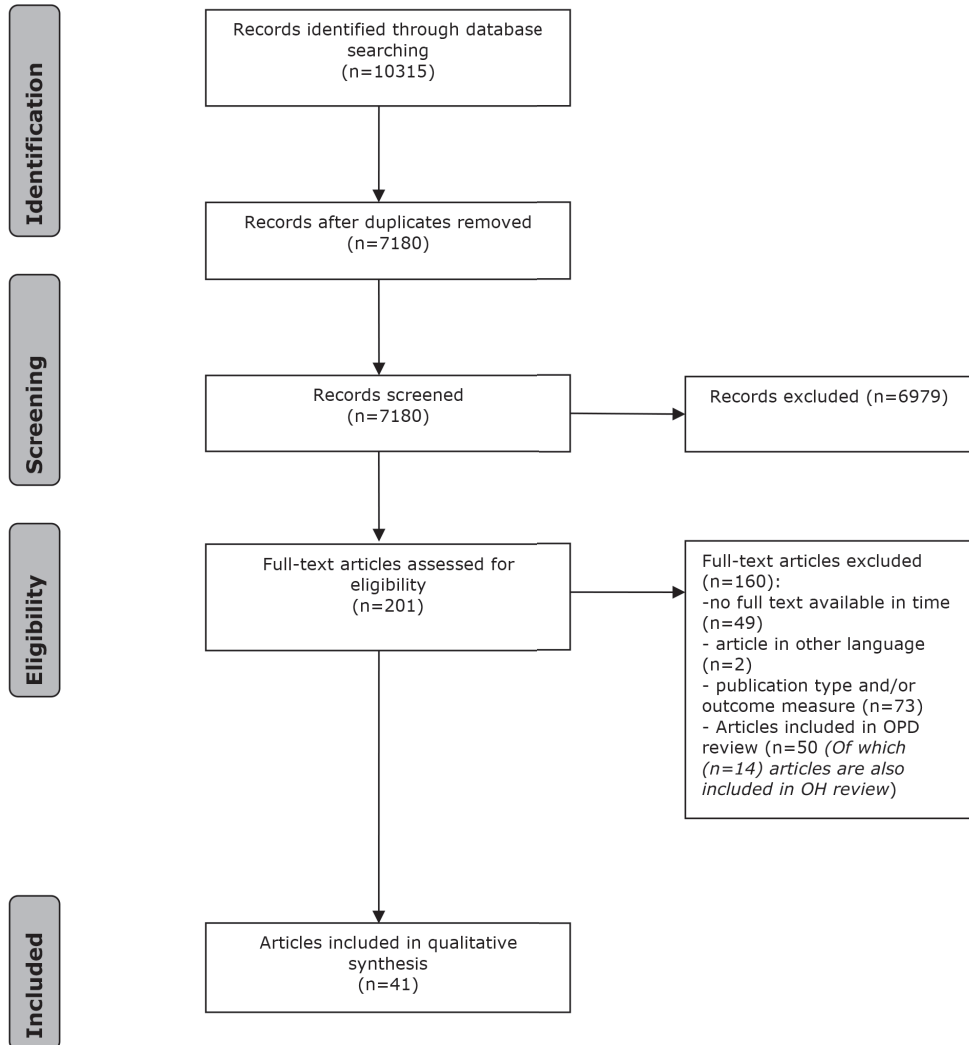 Identification
Records identified through database
searching
(n=10315)
Records after duplicates removed
(n=7180)
Screening
Records screened
(n=7180)
Records excluded (n=6979)
Eligibility
Full-text articles assessed for
eligibility
(n=201)
Full-text articles excluded
(n=160):
-no full text available in time
(n=49)
- article in other language
(n=2)
- publication type and/or
outcome measure (n=73)
- Articles included in OPD
review (n=50 (Of which
(n=14) articles are also
included in OH review)
Included
Articles included in qualitative
synthesis
(n=41)